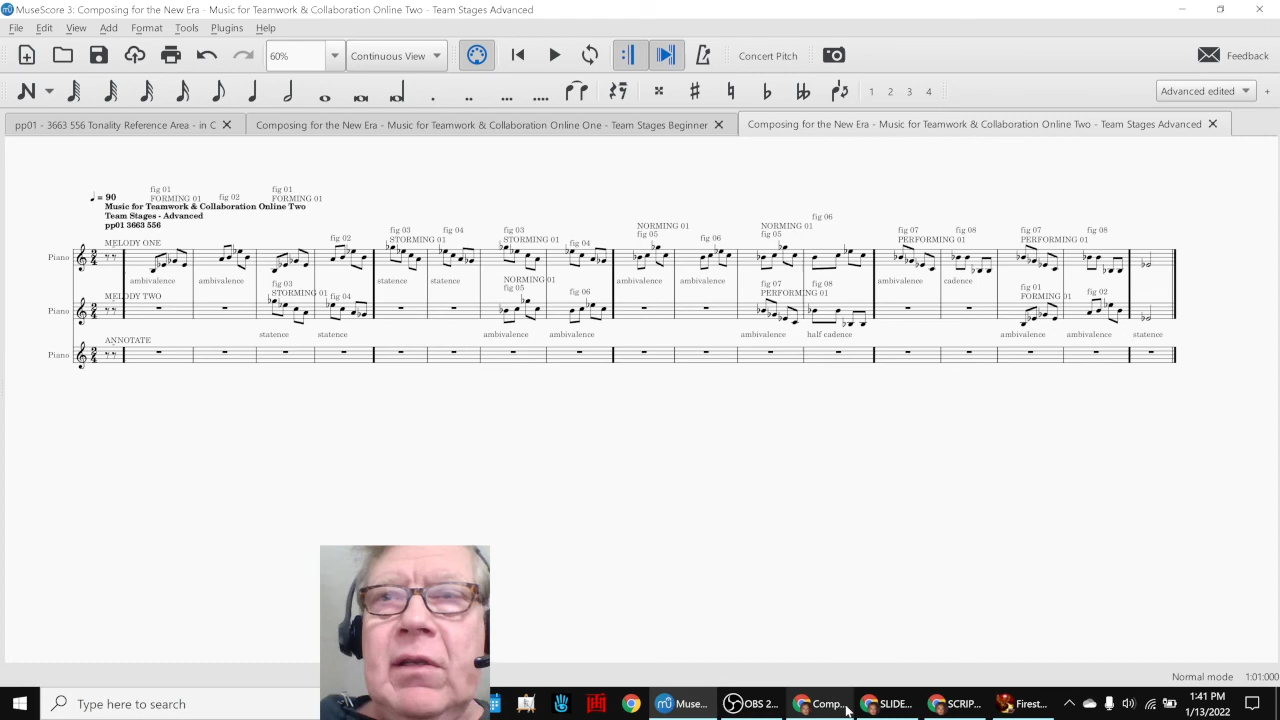 MuseScore 3: Composing for the New Era - Music for Teamwork & Collaboration Online Two - Team Stages Advanced
File Edit View Add Format Tools Plugins Help
60% Continuous View Concert Pitch Feedback
1 2 3 4 Advanced edited +
pp01 - 3663 556 Tonality Reference Area - in C Composing for the New Era - Music for Teamwork & Collaboration Online One - Team Stages Beginner Composing for the New Era - Music for Teamwork & Collaboration Online Two - Team Stages Advanced
fig 01 fig 01
= 90 FORMING 01 fig 02 FORMING 01
Music for Teamwork & Collaboration Online Two
Team Stages - Advanced
pp01 3663 556
fig 06
NORMING 01 NORMING 01
fig 03 fig 04 fig 03 fig 05 fig 05 fig 07 fig 08 fig 07 fig 08
MELODY ONE fig 02 STORMING 01 STORMING 01 fig 04 fig 06 PERFORMING 01 PERFORMING 01
Piano 2 4
ambivalence ambivalence statence statence NORMING 01 ambivalence ambivalence ambivalence cadence
fig 03 fig 05 fig 06 fig 07 fig 08 fig 01 fig 02
MELODY TWO STORMING 01 fig 04 PERFORMING 01 FORMING 01
Piano 2 4
statence statence ambivalence ambivalence ambivalence half cadence ambivalence ambivalence statence
ANNOTATE
Piano 2 4
Normal mode 1:01:000
Type here to search Muse... OBS 2... Comp... SLIDE... SCRIP... Firest... 1:41 PM
1/13/2022